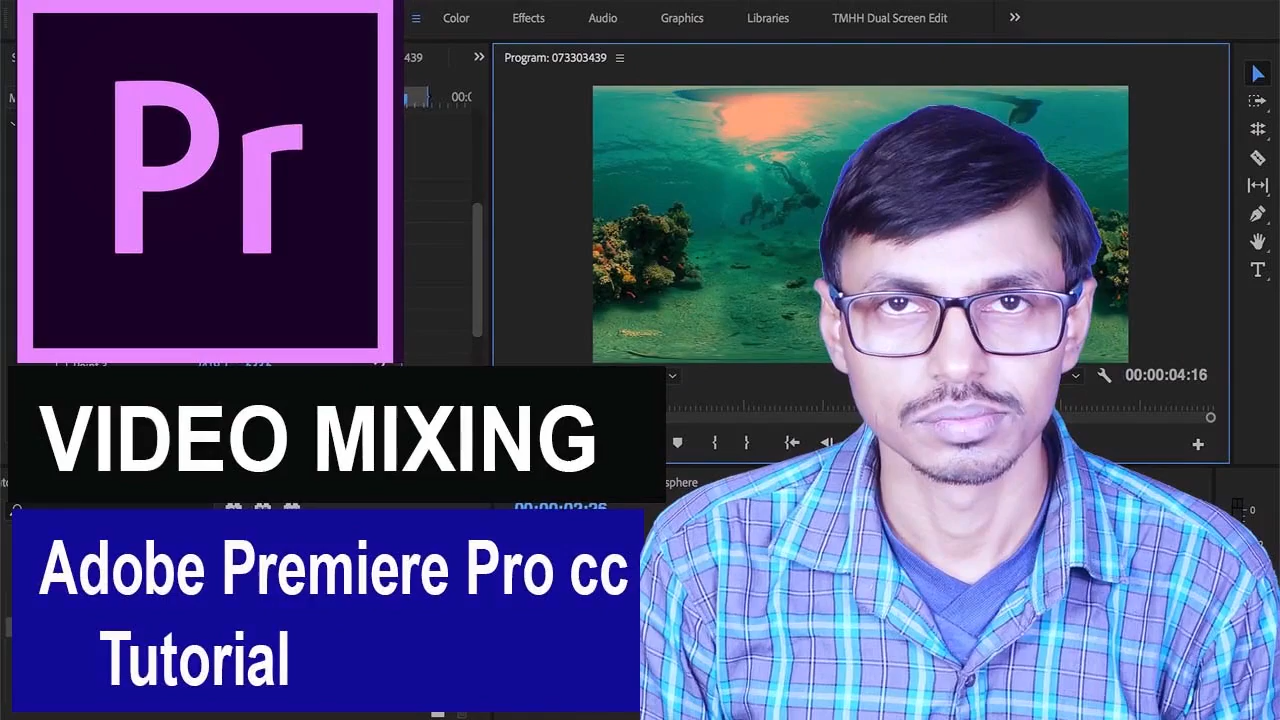 Color Effects Audio Graphics Libraries TMHH Dual Screen Edit
439
Program: 073303439
Pr
00:00:04:16
VIDEO MIXING
Adobe Premiere Pro cc
Tutorial